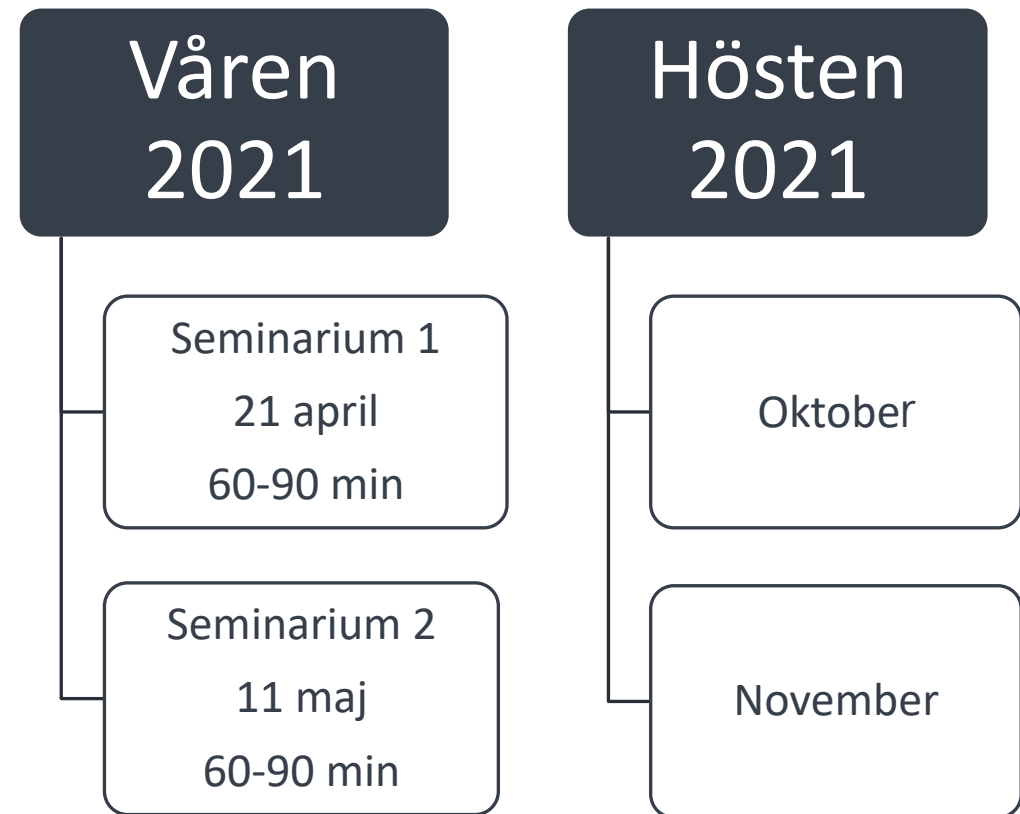 Våren
2021
Seminarium 1
21 april
60-90 min
Seminarium 2
11 maj
60-90 min
Hösten
2021
Oktober
November